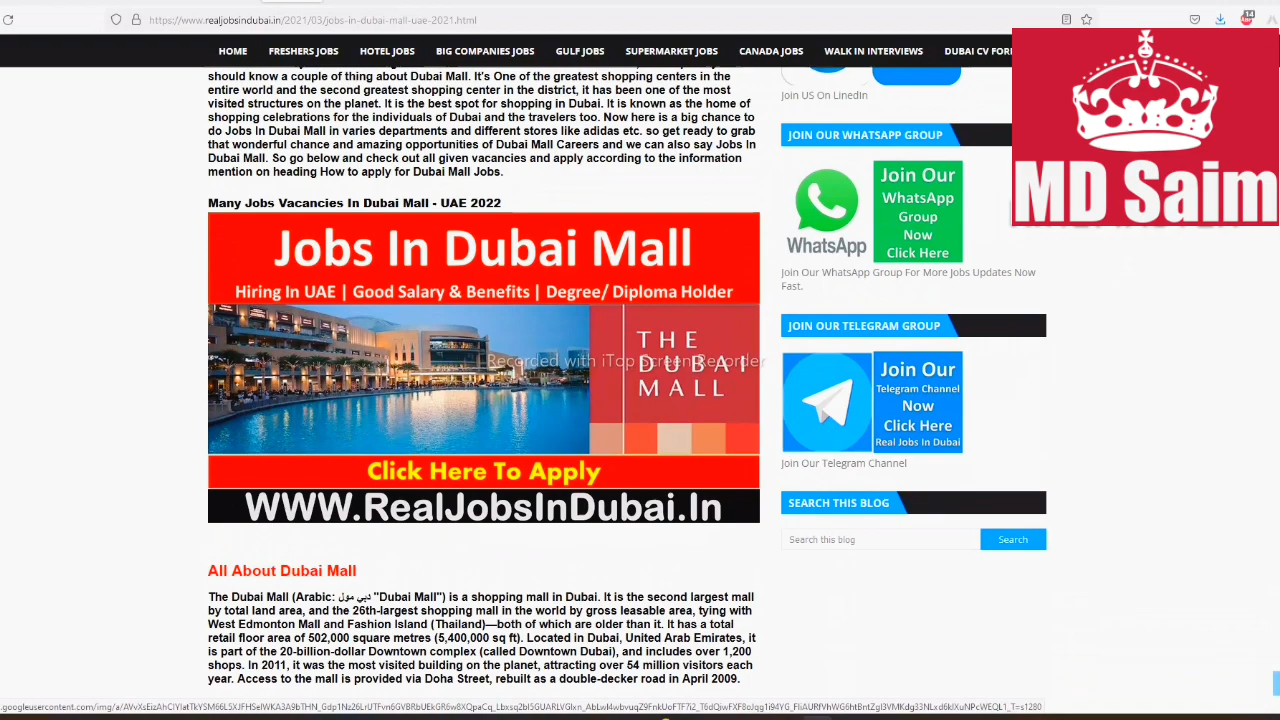 https://www.realjobsindubai.in/2021/03/jobs-in-dubai-mall-uae-2021.html
14
HOME FRESHERS JOBS HOTEL JOBS BIG COMPANIES JOBS GULF JOBS SUPERMARKET JOBS CANADA JOBS WALK IN INTERVIEWS DUBAI CV
should know a couple of thing about Dubai Mall. It's One of the greatest shopping centers in the
entire world and the second greatest shopping center in the district, it has been one of the most
visited structures on the planet. It is the best spot for shopping in Dubai. It is known as the home of
shopping celebrations for the individuals of Dubai and the travelers too. Now here is a big chance to
do Jobs In Dubai Mall in varies departments and different stores like adidas etc. so get ready to grab
that wonderful chance and amazing opportunities of Dubai Mall Careers and we can also say Jobs In
Dubai Mall. So go below and check out all given vacancies and apply according to the information
mention on heading How to apply for Dubai Mall Jobs.
Many Jobs Vacancies In Dubai Mall - UAE 2022
Jobs In Dubai Mall
Hiring In UAE | Good Salary & Benefits | Degree/ Diploma Holder
THE
DUBAI
MALL
Recorded with iTop Screen Recorder
Click Here To Apply
WWW.RealJobsInDubai.In
All About Dubai Mall
The Dubai Mall (Arabic: دبي مول "Dubai Mall") is a shopping mall in Dubai. It is the second largest mall
by total land area, and the 26th-largest shopping mall in the world by gross leasable area, tying with
West Edmonton Mall and Fashion Island (Thailand)—both of which are older than it. It has a total
retail floor area of 502,000 square metres (5,400,000 sq ft). Located in Dubai, United Arab Emirates, it
is part of the 20-billion-dollar Downtown complex (called Downtown Dubai), and includes over 1,200
shops. In 2011, it was the most visited building on the planet, attracting over 54 million visitors each
year. Access to the mall is provided via Doha Street, rebuilt as a double-decker road in April 2009.
Join US On LinedIn
JOIN OUR WHATSAPP GROUP
WhatsApp
Join Our
WhatsApp
Group
Now
Click Here
Join Our WhatsApp Group For More Jobs Updates Now
Fast.
JOIN OUR TELEGRAM GROUP
Join Our
Telegram Channel
Now
Click Here
Real Jobs In Dubai
Join Our Telegram Channel
SEARCH THIS BLOG
Search this blog
Search
MD Saim